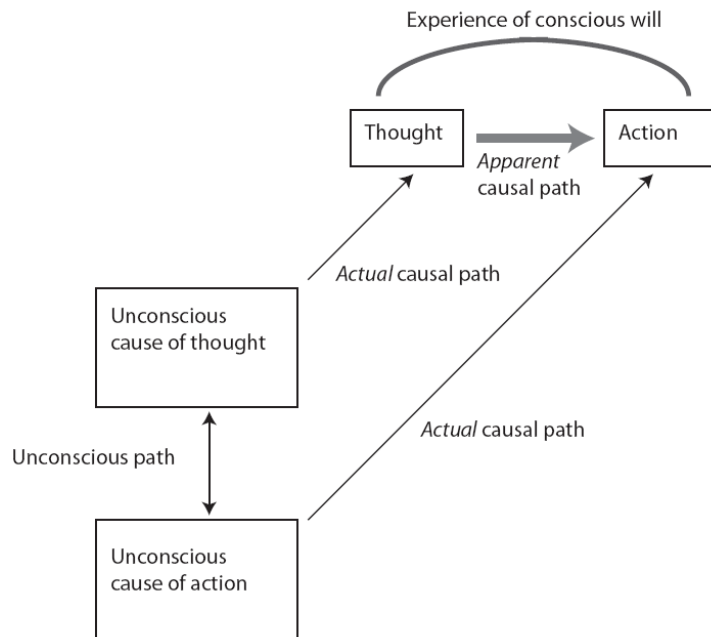 Experience of conscious will
Thought
Action
Apparent
causal path
Actual causal path
Unconscious
cause of thought
Actual causal path
Unconscious path
Unconscious
cause of action